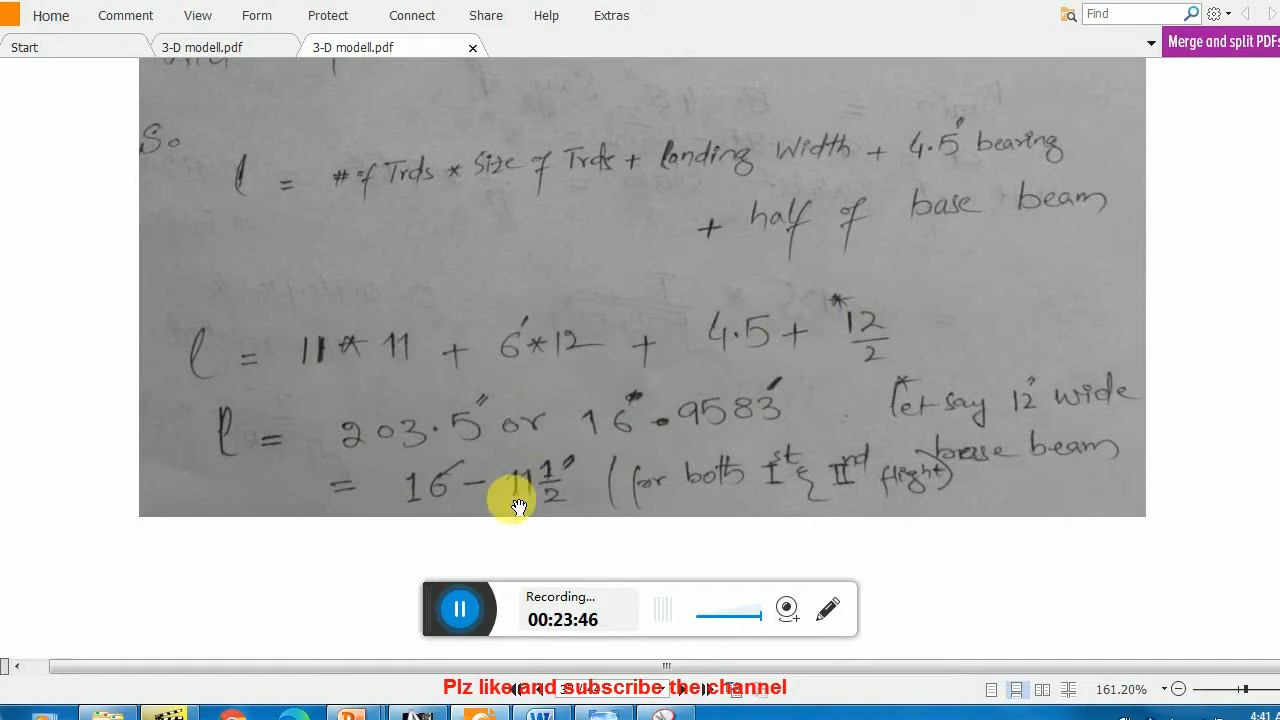 Home Comment View Form Protect Connect Share Help Extras Find
Start 3-D modell.pdf 3-D modell.pdf × Merge and split PDFs
So
l = # of Trds * Size of Trds + landing Width + 4.5" bearing
+ half of base beam
l = 11 * 11 + 6' * 12 + 4.5 + *12/2
l = 203.5" or 16.9583' *let say 12" wide
base beam
= 16' - 11 1/2" (for both Ist & IInd flight)
Recording...
00:23:46
Plz like and subscribe the channel
161.20%